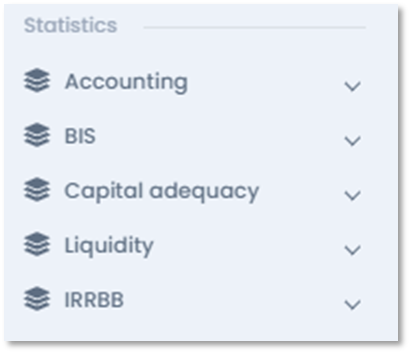 Statistics
Accounting
BIS
Capital adequacy
Liquidity
IRRBB